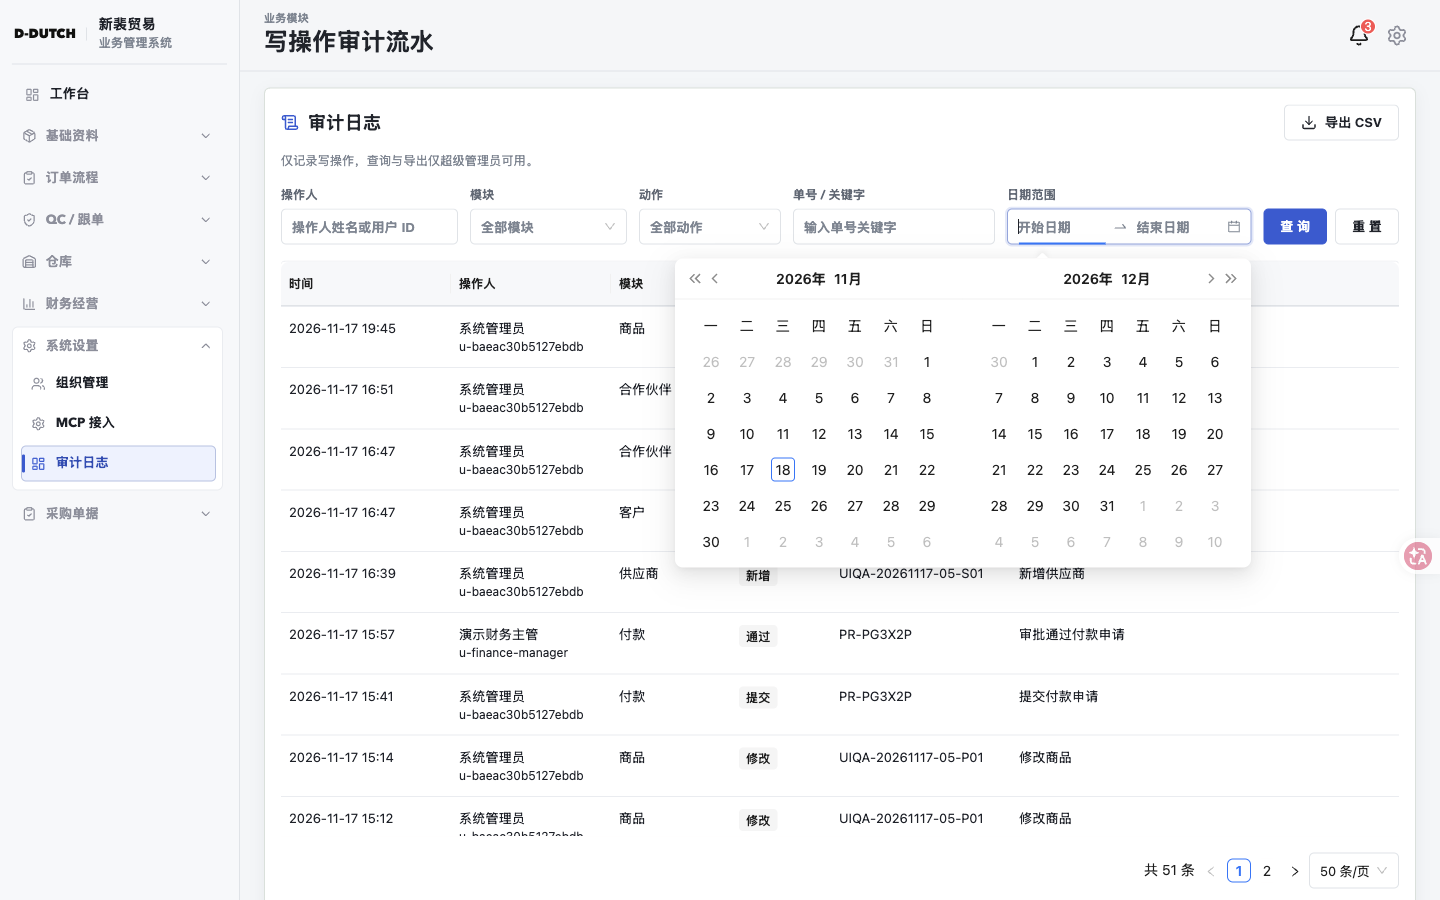 D-DUTCH
新裴贸易
业务管理系统
工作台
基础资料
订单流程
QC / 跟单
仓库
财务经营
系统设置
组织管理
MCP 接入
审计日志
采购单据
业务模块
写操作审计流水
3
审计日志
导出 CSV
仅记录写操作，查询与导出仅超级管理员可用。
操作人 模块 动作 单号 / 关键字 日期范围
操作人姓名或用户 ID 全部模块 全部动作 输入单号关键字 开始日期 结束日期 查 询 重 置
时间 操作人 模块
2026年 11月 2026年 12月
一 二 三 四 五 六 日 一 二 三 四 五 六 日
26 27 28 29 30 31 1 30 1 2 3 4 5 6
2 3 4 5 6 7 8 7 8 9 10 11 12 13
9 10 11 12 13 14 15 14 15 16 17 18 19 20
16 17 18 19 20 21 22 21 22 23 24 25 26 27
23 24 25 26 27 28 29 28 29 30 31 1 2 3
30 1 2 3 4 5 6 4 5 6 7 8 9 10
2026-11-17 19:45 系统管理员 商品
u-baeac30b5127ebdb
2026-11-17 16:51 系统管理员 合作伙伴
u-baeac30b5127ebdb
2026-11-17 16:47 系统管理员 合作伙伴
u-baeac30b5127ebdb
2026-11-17 16:47 系统管理员 客户
u-baeac30b5127ebdb
2026-11-17 16:39 系统管理员 供应商 新增 UIQA-20261117-05-S01 新增供应商
u-baeac30b5127ebdb
2026-11-17 15:57 演示财务主管 付款 通过 PR-PG3X2P 审批通过付款申请
u-finance-manager
2026-11-17 15:41 系统管理员 付款 提交 PR-PG3X2P 提交付款申请
u-baeac30b5127ebdb
2026-11-17 15:14 系统管理员 商品 修改 UIQA-20261117-05-P01 修改商品
u-baeac30b5127ebdb
2026-11-17 15:12 系统管理员 商品 修改 UIQA-20261117-05-P01 修改商品
u-baeac30b5127ebdb
共 51 条 1 2 50 条/页